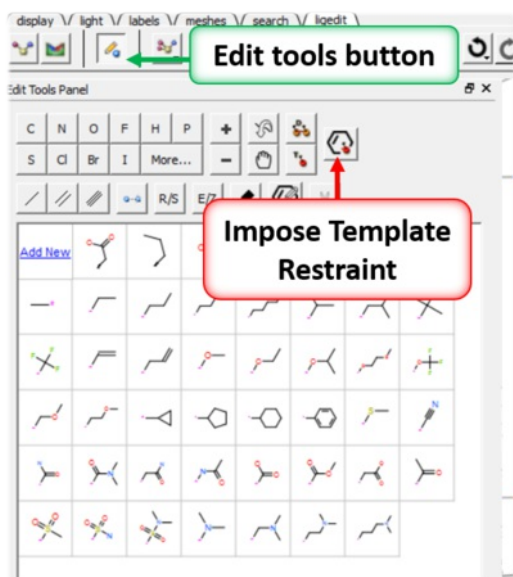 display light labels meshes search ligedit
Edit tools button
Edit Tools Panel
C N O F H P + -
S Cl Br I More...
R/S E/Z
Impose Template
Restraint
Add New